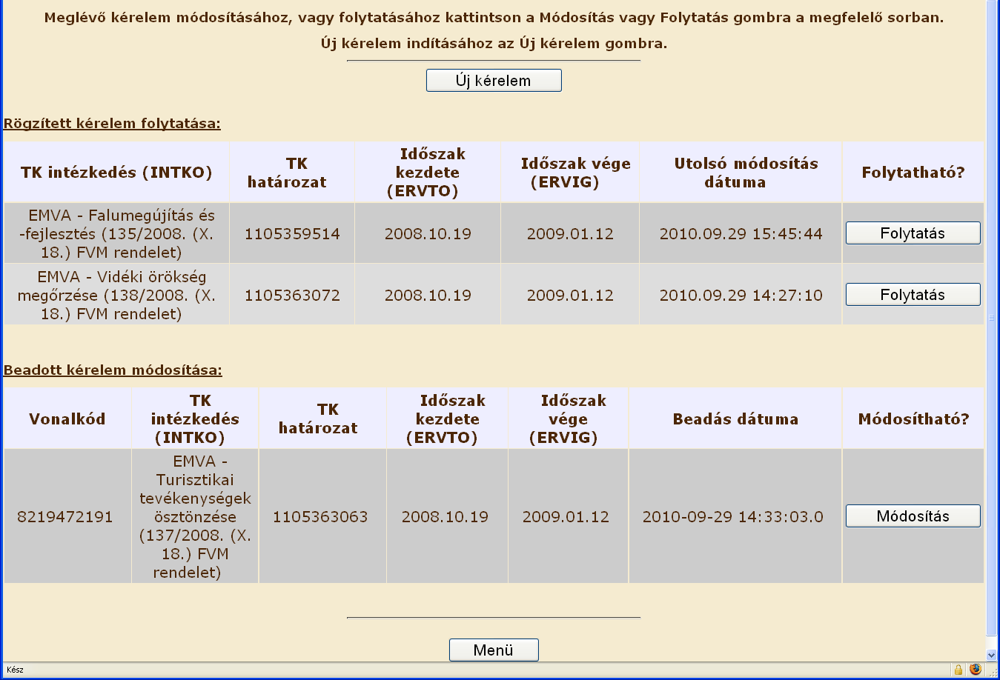 Meglévő kérelem módosításához, vagy folytatásához kattintson a Módosítás vagy Folytatás gombra a megfelelő sorban.
Új kérelem indításához az Új kérelem gombra.
Új kérelem
Rögzített kérelem folytatása:
TK intézkedés (INTKO)
TK
határozat
Időszak
kezdete
(ERVTO)
Időszak vége
(ERVIG)
Utolsó módosítás
dátuma
Folytatható?
EMVA - Falumegújítás és
-fejlesztés (135/2008. (X.
18.) FVM rendelet)
1105359514
2008.10.19
2009.01.12
2010.09.29 15:45:44
Folytatás
EMVA - Vidéki örökség
megőrzése (138/2008. (X.
18.) FVM rendelet)
1105363072
2008.10.19
2009.01.12
2010.09.29 14:27:10
Folytatás
Beadott kérelem módosítása:
Vonalkód
TK
intézkedés
(INTKO)
TK
határozat
Időszak
kezdete
(ERVTO)
Időszak
vége
(ERVIG)
Beadás dátuma
Módosítható?
8219472191
EMVA -
Turisztikai
tevékenységek
ösztönzése
(137/2008. (X.
18.) FVM
rendelet)
1105363063
2008.10.19
2009.01.12
2010-09-29 14:33:03.0
Módosítás
Menü
Kész